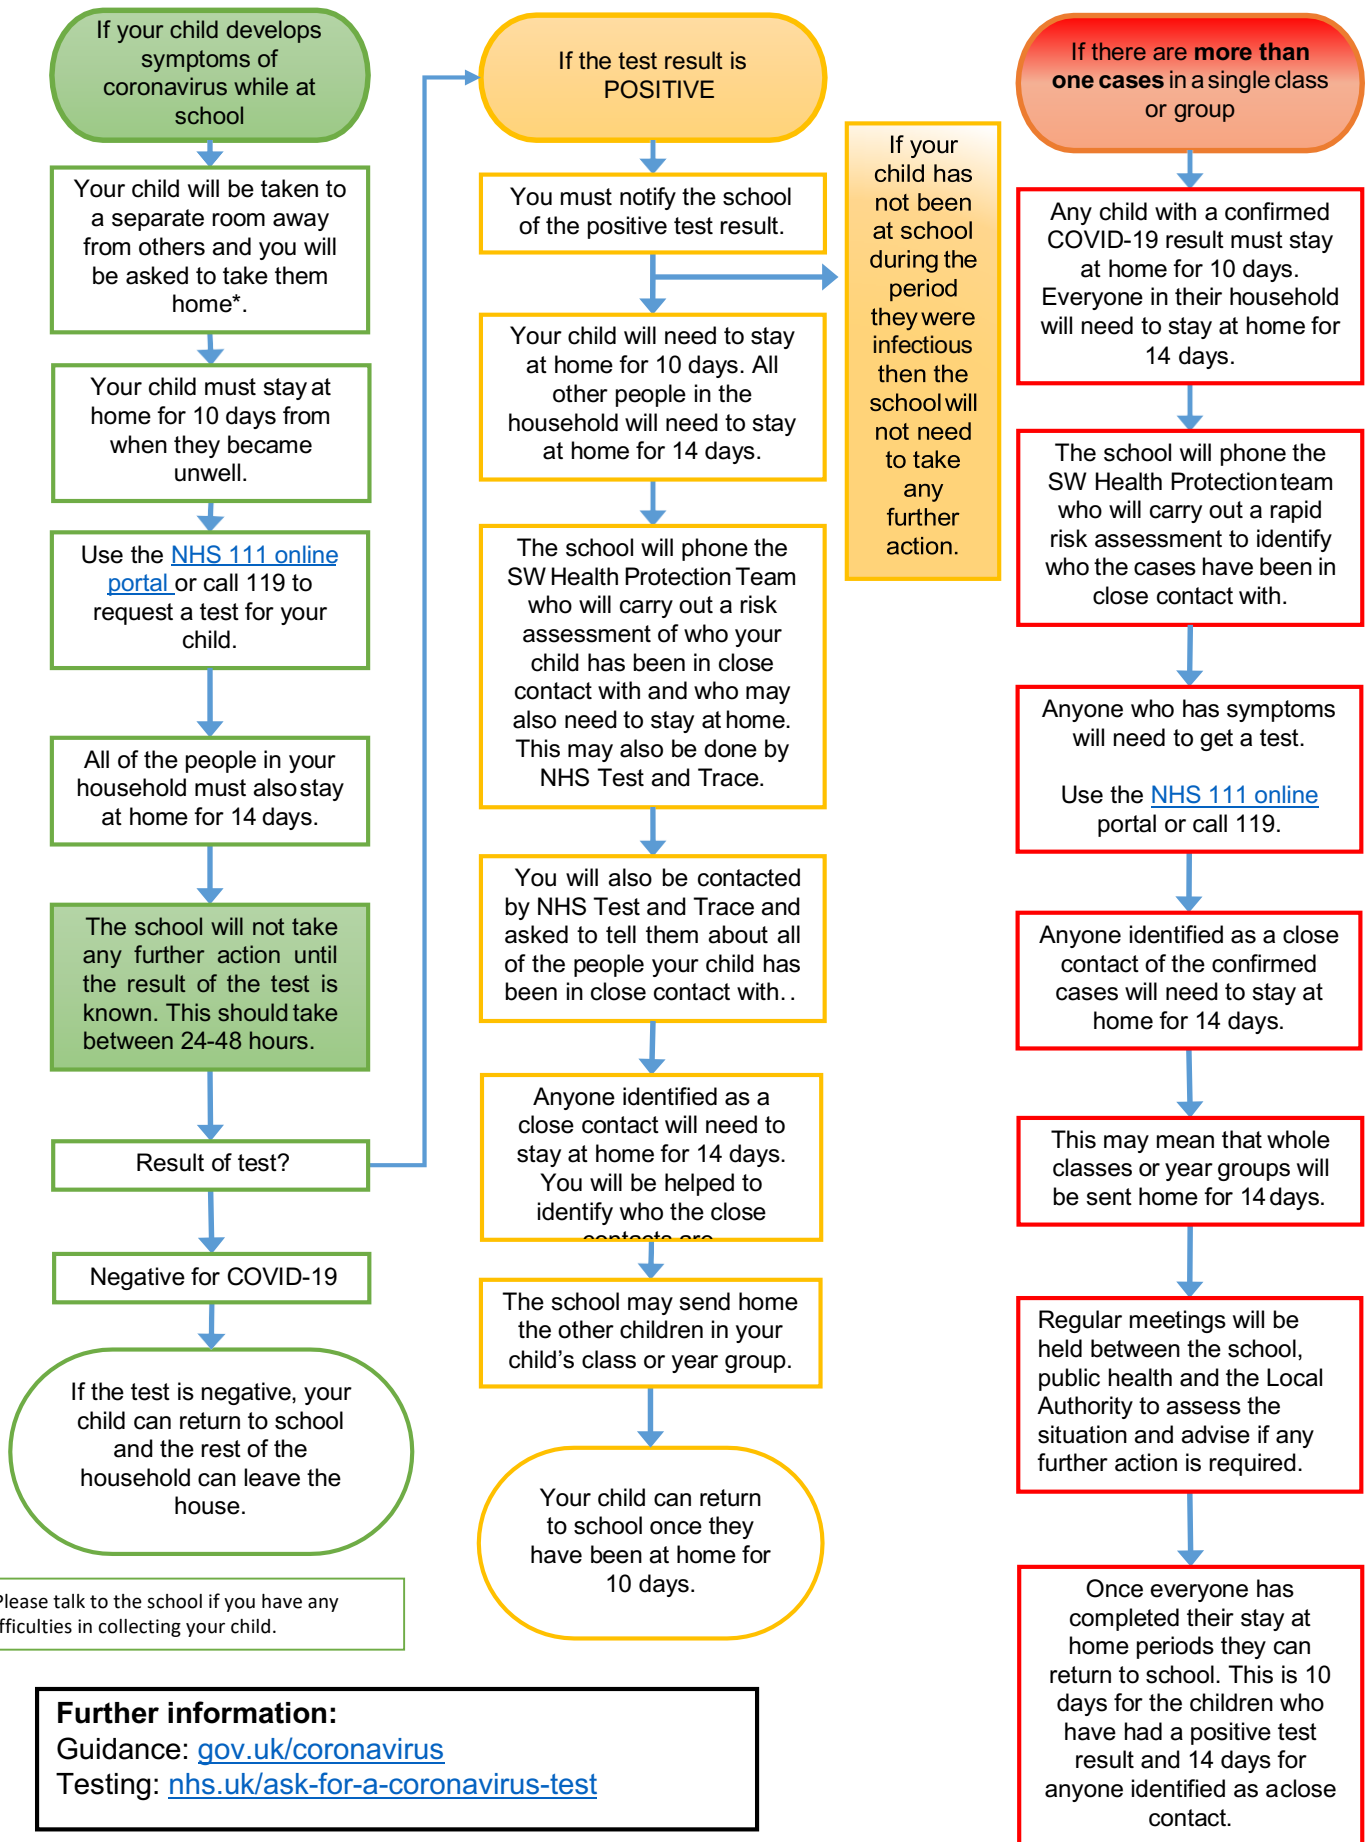 If your child develops
symptoms of
coronavirus while at
school
Your child will be taken to
a separate room away
from others and you will
be asked to take them
home*.
Your child must stay at
home for 10 days from
when they became
unwell.
Use the NHS 111 online
portal or call 119 to
request a test for your
child.
All of the people in your
household must also stay
at home for 14 days.
The school will not take
any further action until
the result of the test is
known. This should take
between 24-48 hours.
Result of test?
Negative for COVID-19
If the test is negative, your
child can return to school
and the rest of the
household can leave the
house.
Please talk to the school if you have any
fficulties in collecting your child.
If the test result is
POSITIVE
You must notify the school
of the positive test result.
If your
child has
not been
at school
during the
period
they were
infectious
then the
school will
not need
to take
any
further
action.
Your child will need to stay
at home for 10 days. All
other people in the
household will need to stay
at home for 14 days.
The school will phone the
SW Health Protection Team
who will carry out a risk
assessment of who your
child has been in close
contact with and who may
also need to stay at home.
This may also be done by
NHS Test and Trace.
You will also be contacted
by NHS Test and Trace and
asked to tell them about all
of the people your child has
been in close contact with. .
Anyone identified as a
close contact will need to
stay at home for 14 days.
You will be helped to
identify who the close
contacts are
The school may send home
the other children in your
child's class or year group.
Your child can return
to school once they
have been at home for
10 days.
If there are more than
one cases in a single class
or group
Any child with a confirmed
COVID-19 result must stay
at home for 10 days.
Everyone in their household
will need to stay at home for
14 days.
The school will phone the
SW Health Protection team
who will carry out a rapid
risk assessment to identify
who the cases have been in
close contact with.
Anyone who has symptoms
will need to get a test.
Use the NHS 111 online
portal or call 119.
Anyone identified as a close
contact of the confirmed
cases will need to stay at
home for 14 days.
This may mean that whole
classes or year groups will
be sent home for 14 days.
Regular meetings will be
held between the school,
public health and the Local
Authority to assess the
situation and advise if any
further action is required.
Once everyone has
completed their stay at
home periods they can
return to school. This is 10
days for the children who
have had a positive test
result and 14 days for
anyone identified as a close
contact.
Further information:
Guidance: gov.uk/coronavirus
Testing: nhs.uk/ask-for-a-coronavirus-test